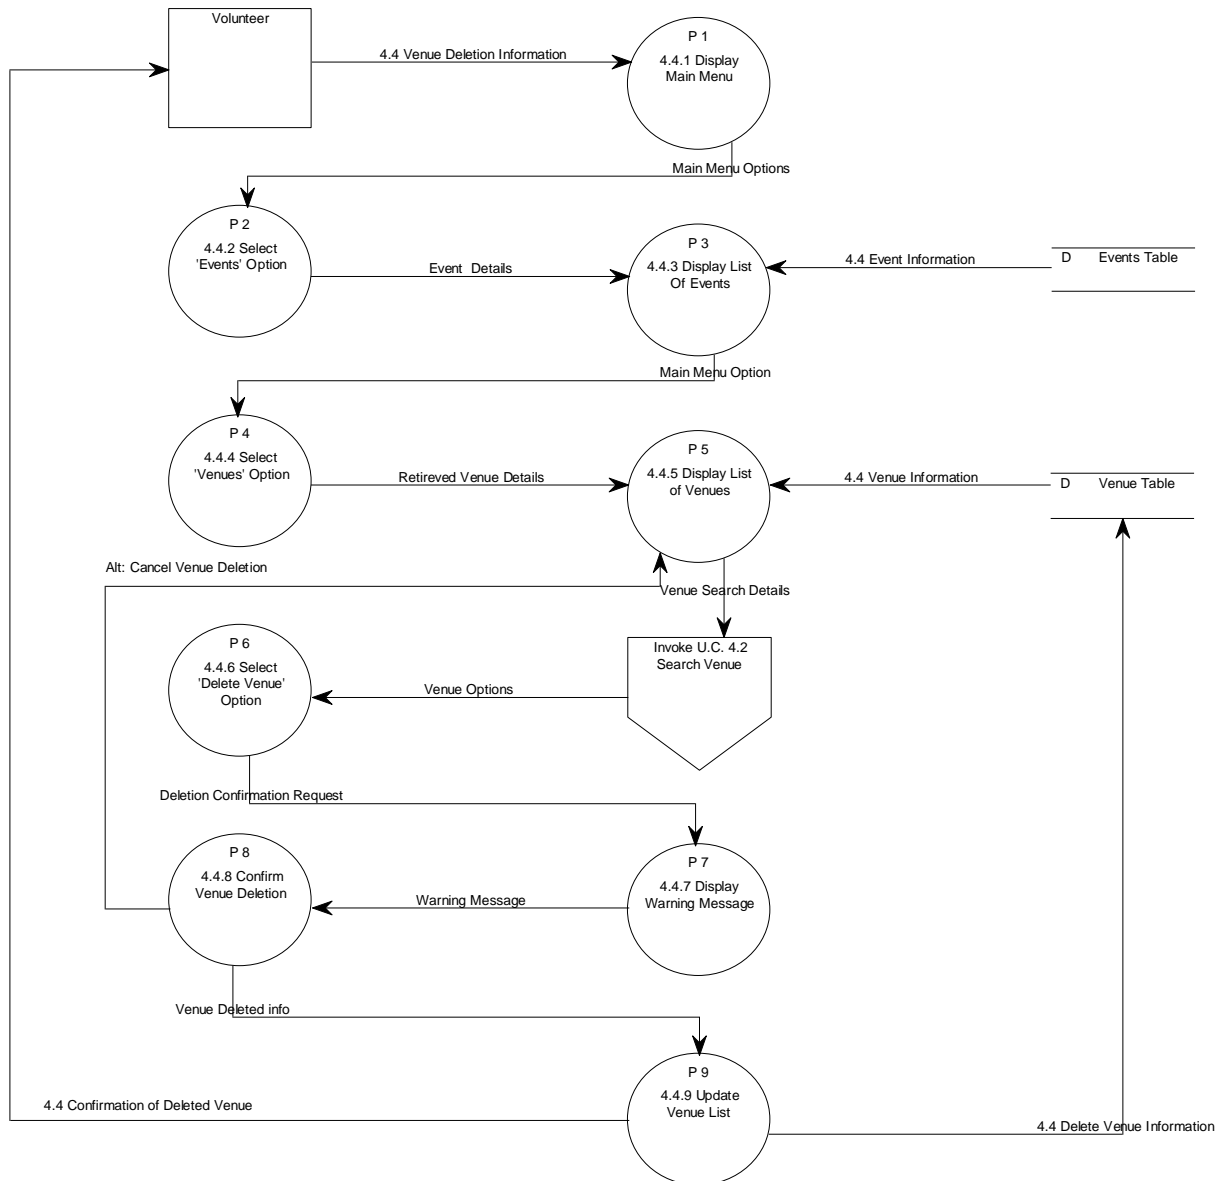 Volunteer
4.4 Venue Deletion Information
P 1
4.4.1 Display
Main Menu
Main Menu Options
P 2
4.4.2 Select
'Events' Option
Event Details
P 3
4.4.3 Display List
Of Events
4.4 Event Information
D Events Table
Main Menu Option
P 4
4.4.4 Select
'Venues' Option
Retireved Venue Details
P 5
4.4.5 Display List
of Venues
4.4 Venue Information
D Venue Table
Alt: Cancel Venue Deletion
Venue Search Details
P 6
4.4.6 Select
'Delete Venue'
Option
Venue Options
Invoke U.C. 4.2
Search Venue
Deletion Confirmation Request
P 8
4.4.8 Confirm
Venue Deletion
Warning Message
P 7
4.4.7 Display
Warning Message
Venue Deleted info
P 9
4.4.9 Update
Venue List
4.4 Confirmation of Deleted Venue
4.4 Delete Venue Information